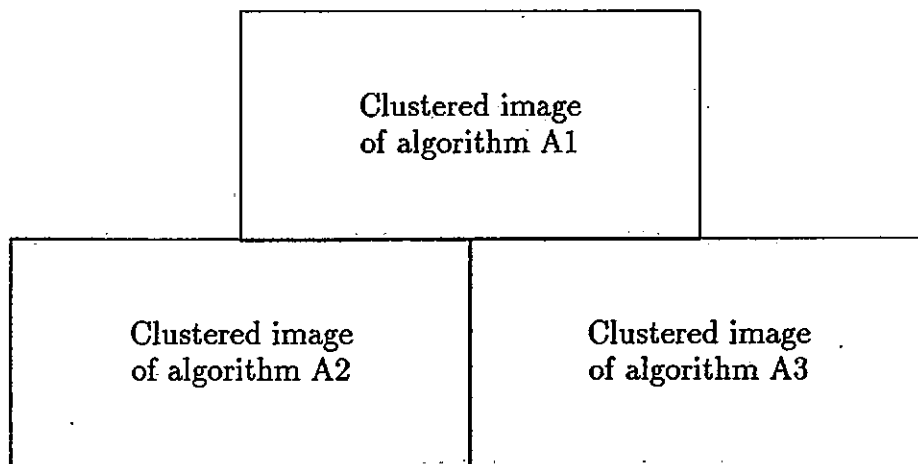 Clustered image
of algorithm A1
Clustered image
of algorithm A2
Clustered image
of algorithm A3